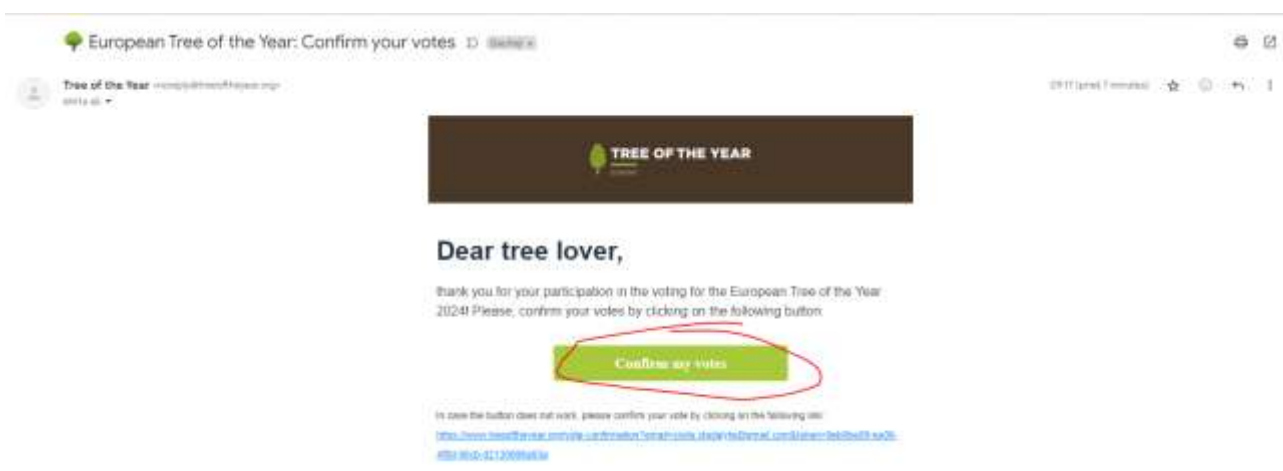 European Tree of the Year: Confirm your votes
Tree of the Year
TREE OF THE YEAR
Dear tree lover,
thank you for your participation in the voting for the European Tree of the Year
2024! Please, confirm your votes by clicking on the following button:
Confirm my votes
In case the button does not work, please confirm your vote by clicking on the following link: